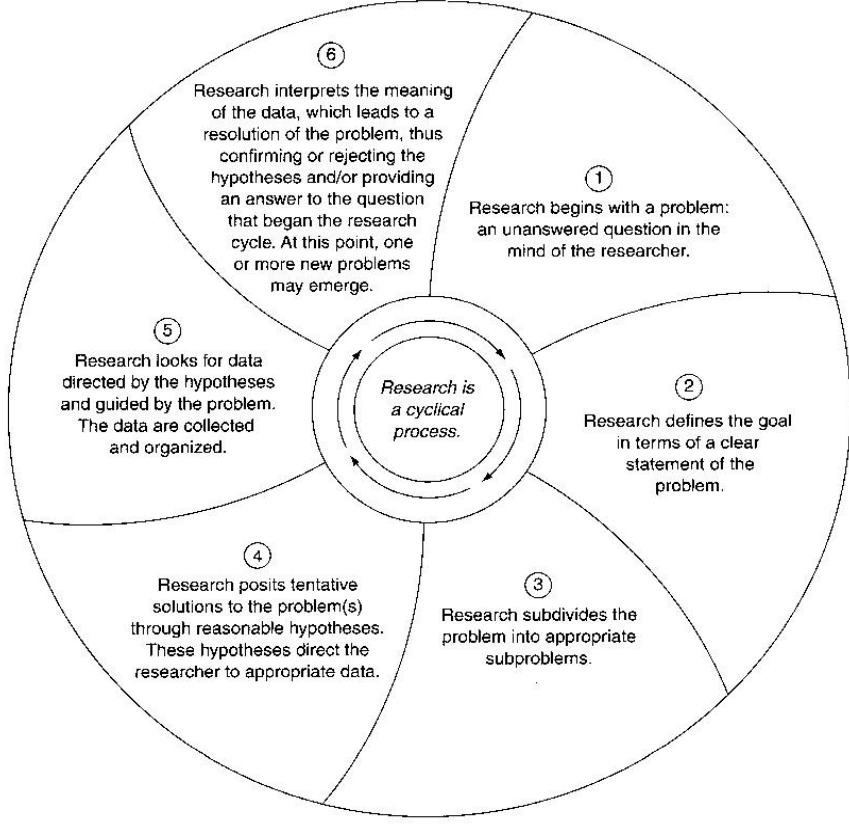 6
Research interprets the meaning
of the data, which leads to a
resolution of the problem, thus
confirming or rejecting the
hypotheses and/or providing
an answer to the question
that began the research
cycle. At this point, one
or more new problems
may emerge.
1
Research begins with a problem:
an unanswered question in the
mind of the researcher.
5
Research looks for data
directed by the hypotheses
and guided by the problem.
The data are collected
and organized.
Research is
a cyclical
process.
2
Research defines the goal
in terms of a clear
statement of the
problem.
4
Research posits tentative
solutions to the problem(s)
through reasonable hypotheses.
These hypotheses direct the
researcher to appropriate data.
3
Research subdivides the
problem into appropriate
subproblems.